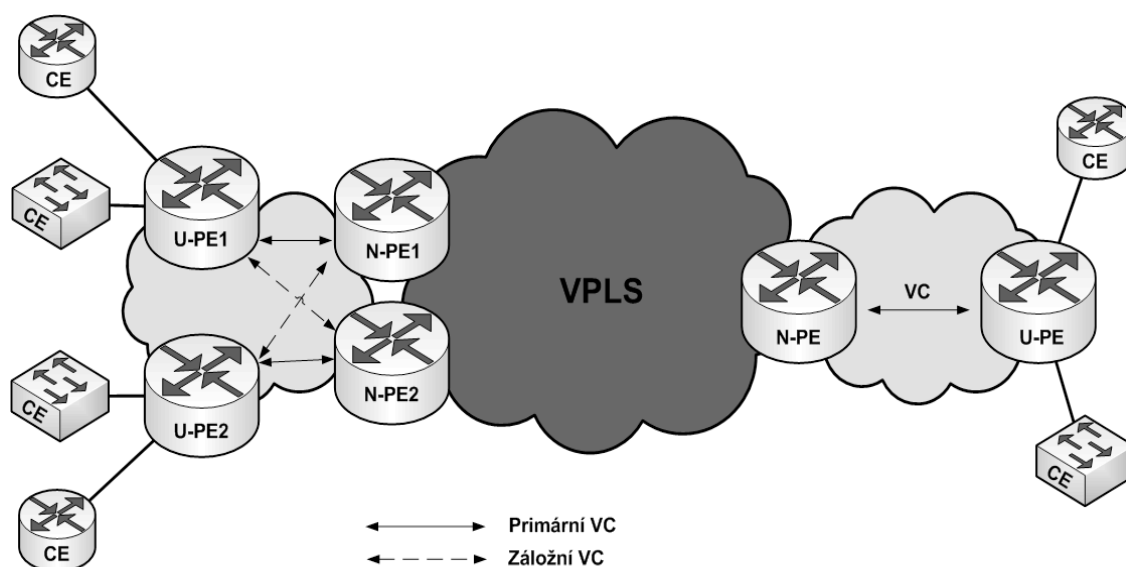 CE
CE
U-PE1
N-PE1
CE
VPLS
VC
N-PE
U-PE
N-PE2
CE
U-PE2
CE
CE
Primární VC
Záložní VC